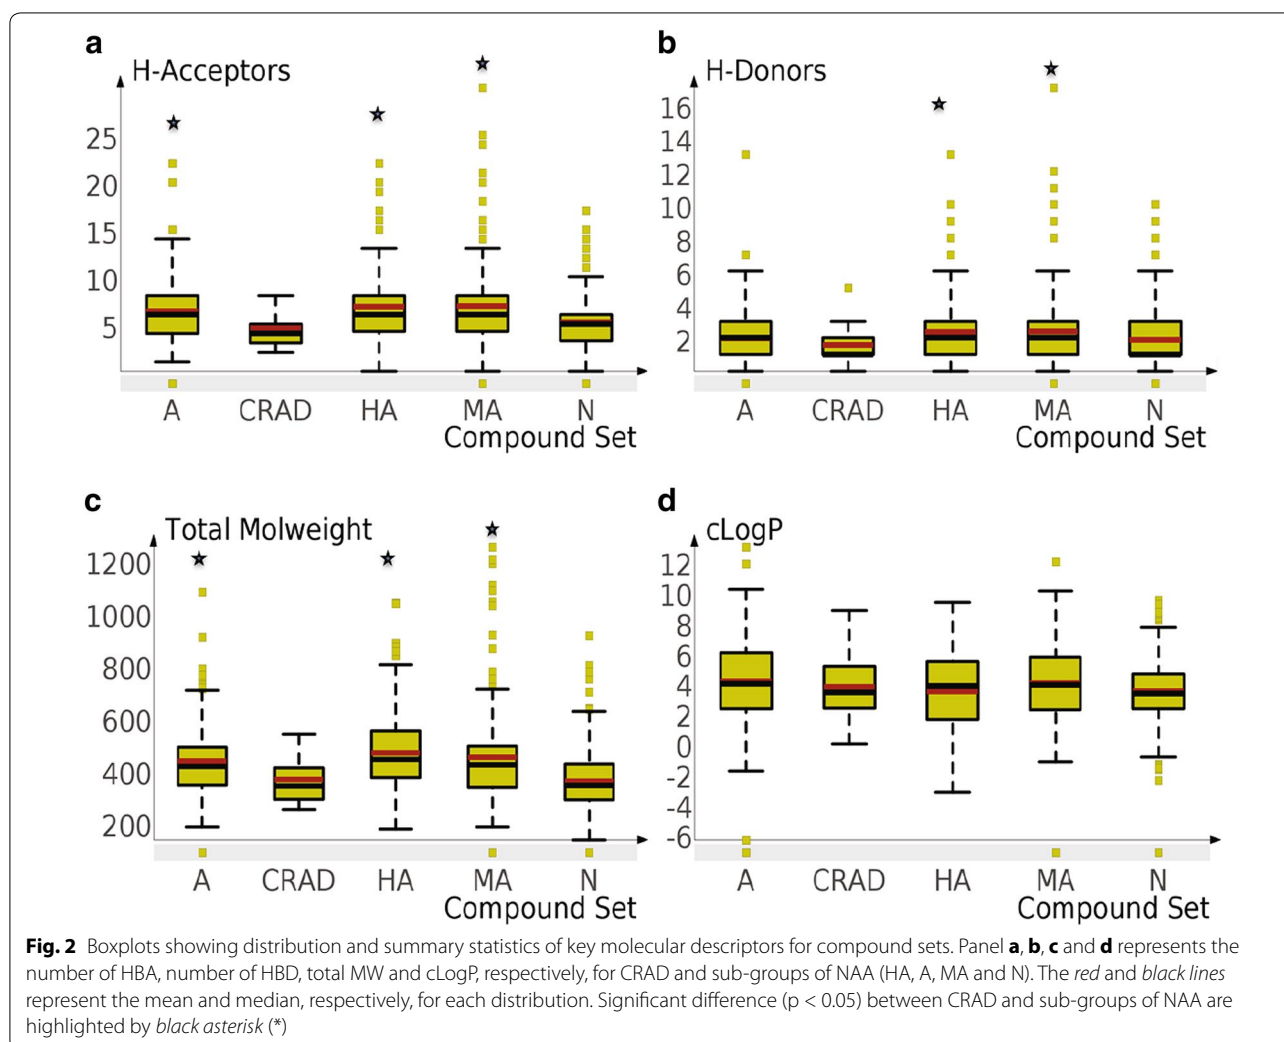 a
H-Acceptors
25
20
15
10
5
A CRAD HA MA N
Compound Set
b
H-Donors
16
14
12
10
8
6
4
2
A CRAD HA MA N
Compound Set
c
Total Molweight
1200
1000
800
600
400
200
A CRAD HA MA N
Compound Set
d
cLogP
12
10
8
6
4
2
0
-2
-4
-6
A CRAD HA MA N
Compound Set
Fig. 2 Boxplots showing distribution and summary statistics of key molecular descriptors for compound sets. Panel a, b, c and d represents the
number of HBA, number of HBD, total MW and cLogP, respectively, for CRAD and sub-groups of NAA (HA, A, MA and N). The red and black lines
represent the mean and median, respectively, for each distribution. Significant difference (p < 0.05) between CRAD and sub-groups of NAA are
highlighted by black asterisk (*)